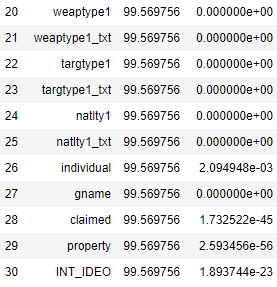 20 weaptype1 99.569756 0.000000e+00
21 weaptype1_txt 99.569756 0.000000e+00
22 targtype1 99.569756 0.000000e+00
23 targtype1_txt 99.569756 0.000000e+00
24 natlty1 99.569756 0.000000e+00
25 natlty1_txt 99.569756 0.000000e+00
26 individual 99.569756 2.094948e-03
27 gname 99.569756 0.000000e+00
28 claimed 99.569756 1.732522e-45
29 property 99.569756 2.593456e-56
30 INT_IDEO 99.569756 1.893744e-23